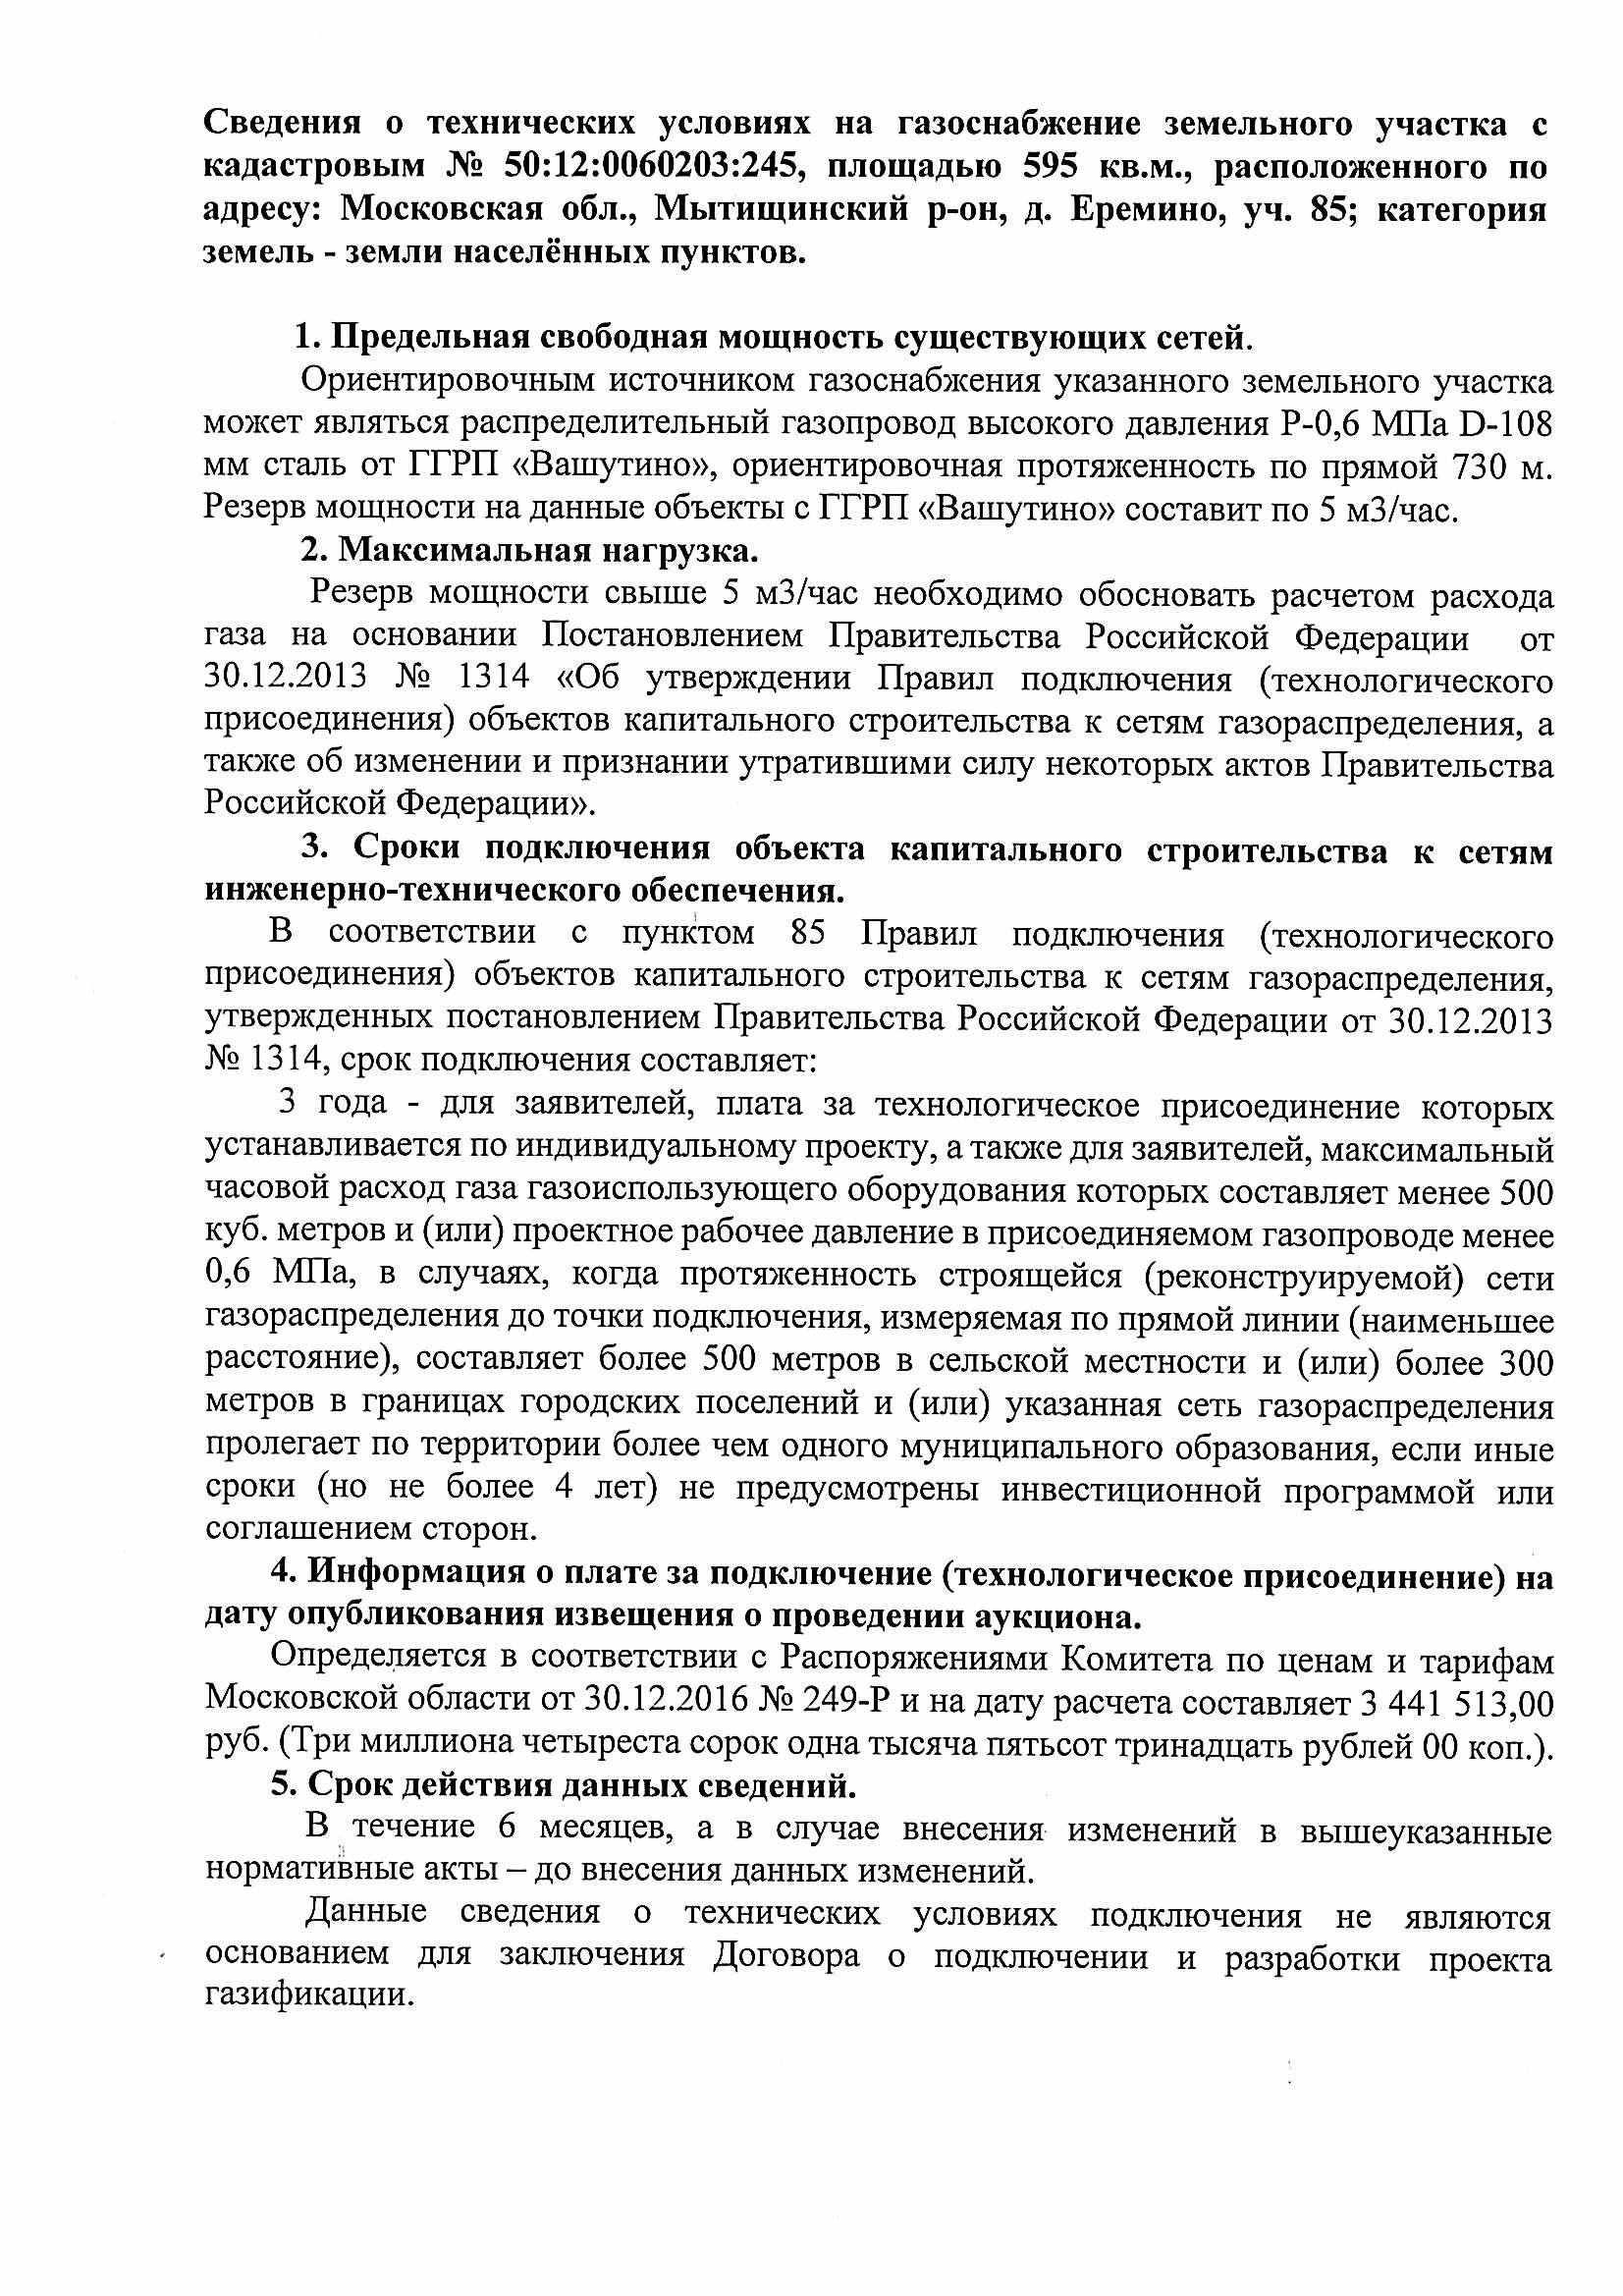 Сведения о технических условиях на газоснабжение земельного участка с
кадастровым № 50:12:0060203:245, площадью 595 кв.м., расположенного по
адресу: Московская обл., Мытищинский р-он, д. Еремино, уч. 85; категория
земель - земли населённых пунктов.
1. Предельная свободная мощность существующих сетей.
Ориентировочным источником газоснабжения указанного земельного участка
может являться распределительный газопровод высокого давления Р-0,6 МПа D-108
мм сталь от ГГРП «Вашутино», ориентировочная протяженность по прямой 730 м.
Резерв мощности на данные объекты с ГГРП «Вашутино» составит по 5 м3/час.
2. Максимальная нагрузка.
Резерв мощности свыше 5 м3/час необходимо обосновать расчетом расхода
газа на основании Постановлением Правительства Российской Федерации от
30.12.2013 № 1314 «Об утверждении Правил подключения (технологического
присоединения) объектов капитального строительства к сетям газораспределения, а
также об изменении и признании утратившими силу некоторых актов Правительства
Российской Федерации».
3. Сроки подключения объекта капитального строительства к сетям
инженерно-технического обеспечения.
В соответствии с пунктом 85 Правил подключения (технологического
присоединения) объектов капитального строительства к сетям газораспределения,
утвержденных постановлением Правительства Российской Федерации от 30.12.2013
№ 1314, срок подключения составляет:
3 года - для заявителей, плата за технологическое присоединение которых
устанавливается по индивидуальному проекту, а также для заявителей, максимальный
часовой расход газа газоиспользующего оборудования которых составляет менее 500
куб. метров и (или) проектное рабочее давление в присоединяемом газопроводе менее
0,6 МПа, в случаях, когда протяженность строящейся (реконструируемой) сети
газораспределения до точки подключения, измеряемая по прямой линии (наименьшее
расстояние), составляет более 500 метров в сельской местности и (или) более 300
метров в границах городских поселений и (или) указанная сеть газораспределения
пролегает по территории более чем одного муниципального образования, если иные
сроки (но не более 4 лет) не предусмотрены инвестиционной программой или
соглашением сторон.
4. Информация о плате за подключение (технологическое присоединение) на
дату опубликования извещения о проведении аукциона.
Определяется в соответствии с Распоряжениями Комитета по ценам и тарифам
Московской области от 30.12.2016 № 249-Р и на дату расчета составляет 3 441 513,00
руб. (Три миллиона четыреста сорок одна тысяча пятьсот тринадцать рублей 00 коп.).
5. Срок действия данных сведений.
В течение 6 месяцев, а в случае внесения изменений в вышеуказанные
нормативные акты – до внесения данных изменений.
Данные сведения о технических условиях подключения не являются
основанием для заключения Договора о подключении и разработки проекта
газификации.